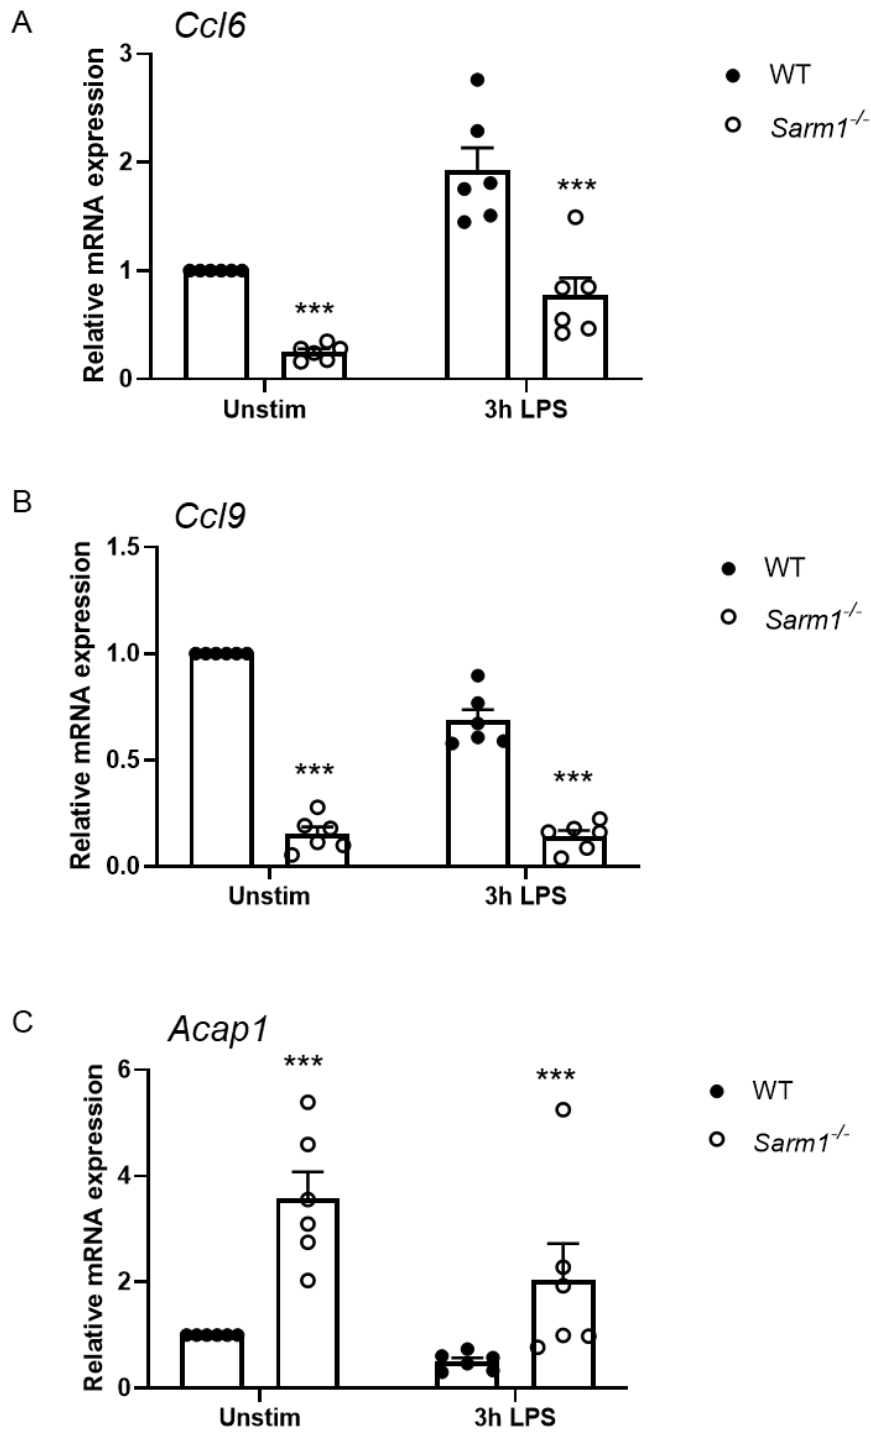 A
Ccl6
Relative mRNA expression
3
2
1
0
***
***
Unstim
3h LPS
WT
Sarm1-/-
B
Ccl9
Relative mRNA expression
1.5
1.0
0.5
0.0
***
***
Unstim
3h LPS
WT
Sarm1-/-
C
Acap1
Relative mRNA expression
6
4
2
0
***
***
Unstim
3h LPS
WT
Sarm1-/-